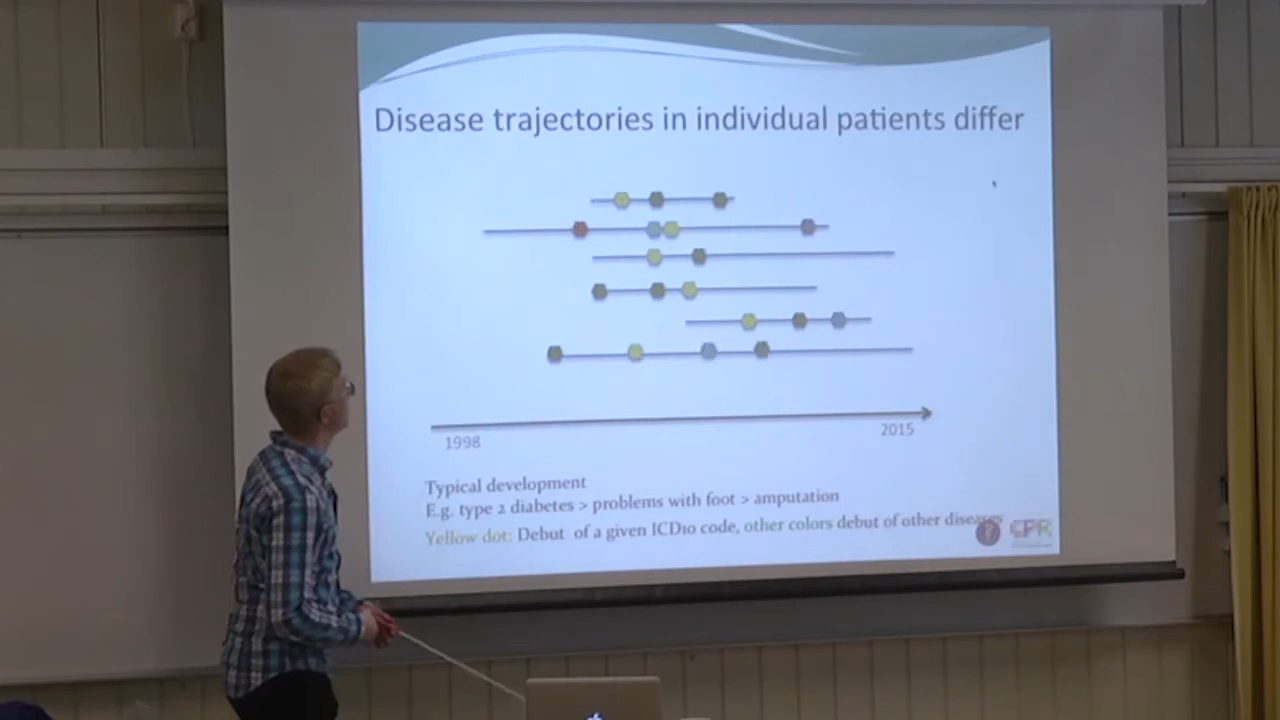 Disease trajectories in individual patients differ
1998
2015
Typical development
E.g. type 2 diabetes > problems with foot > amputation
Yellow dot: Debut of a given ICD10 code, other colors debut of other diseases
CPR